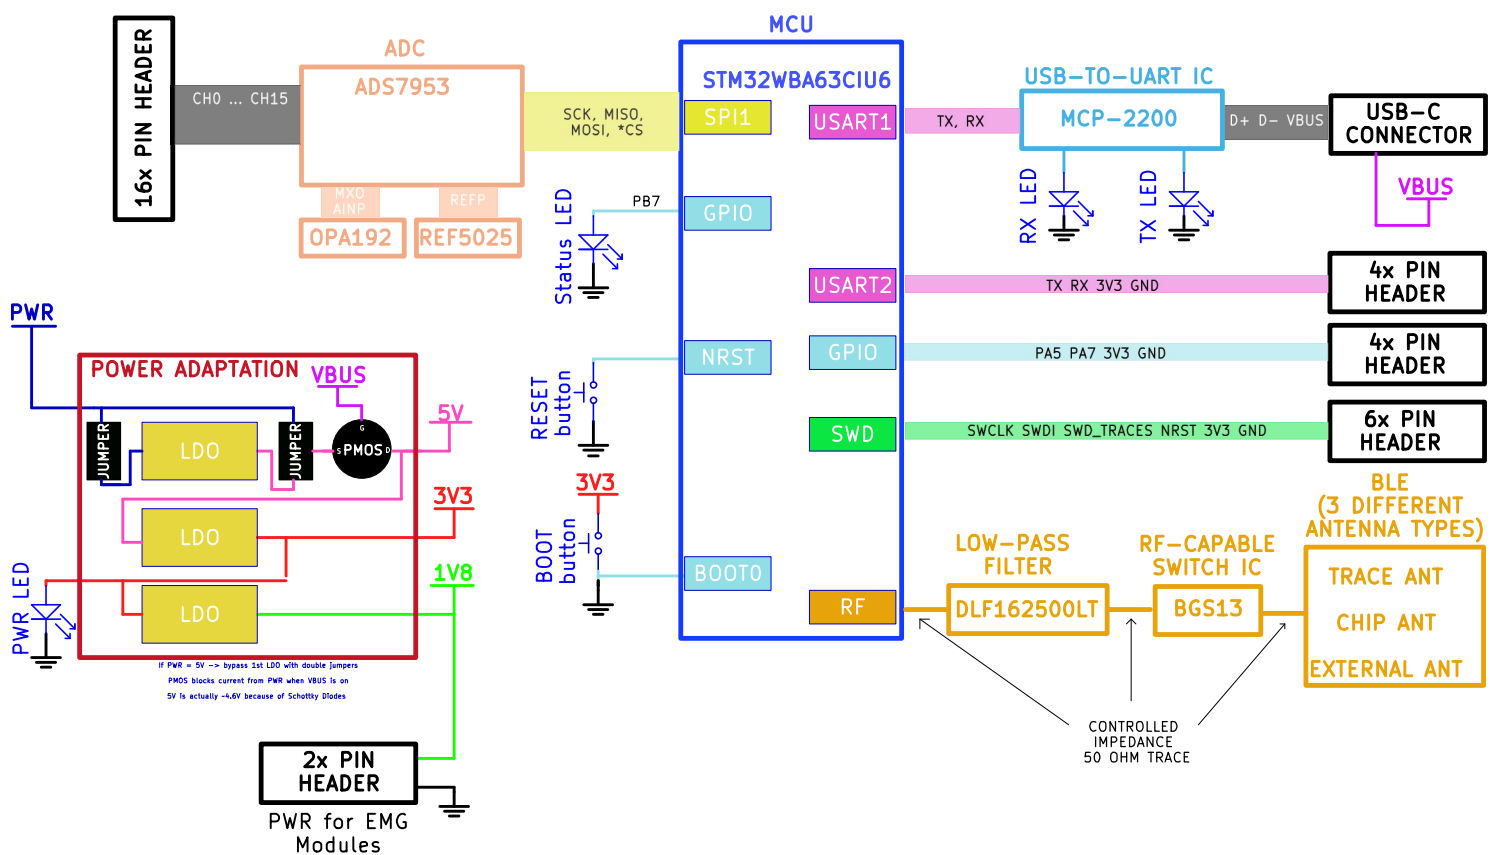 MCU
ADC
16x PIN HEADER
CH0 ... CH15
ADS7953
MXO
AINP
REFP
OPA192
REF5025
SCK, MISO,
MOSI, *CS
STM32WBA63CIU6
SPI1
USART1
TX, RX
USB-TO-UART IC
MCP-2200
D+ D- VBUS
USB-C
CONNECTOR
VBUS
RX LED
TX LED
Status LED
PB7
GPIO
USART2
TX RX 3V3 GND
4x PIN
HEADER
NRST
GPIO
PA5 PA7 3V3 GND
4x PIN
HEADER
RESET
button
SWD
SWCLK SWDI SWD_TRACES NRST 3V3 GND
6x PIN
HEADER
3V3
BOOT
button
BOOT0
RF
LOW-PASS
FILTER
DLF162500LT
RF-CAPABLE
SWITCH IC
BGS13
BLE
(3 DIFFERENT
ANTENNA TYPES)
TRACE ANT
CHIP ANT
EXTERNAL ANT
CONTROLLED
IMPEDANCE
50 OHM TRACE
PWR
POWER ADAPTATION
VBUS
JUMPER
LDO
JUMPER
G
S PMOS D
5V
LDO
3V3
LDO
1V8
PWR LED
If PWR = 5V -> bypass 1st LDO with double jumpers
PMOS blocks current from PWR when VBUS is on
5V is actually ~4.6V because of Schottky Diodes
2x PIN
HEADER
PWR for EMG
Modules